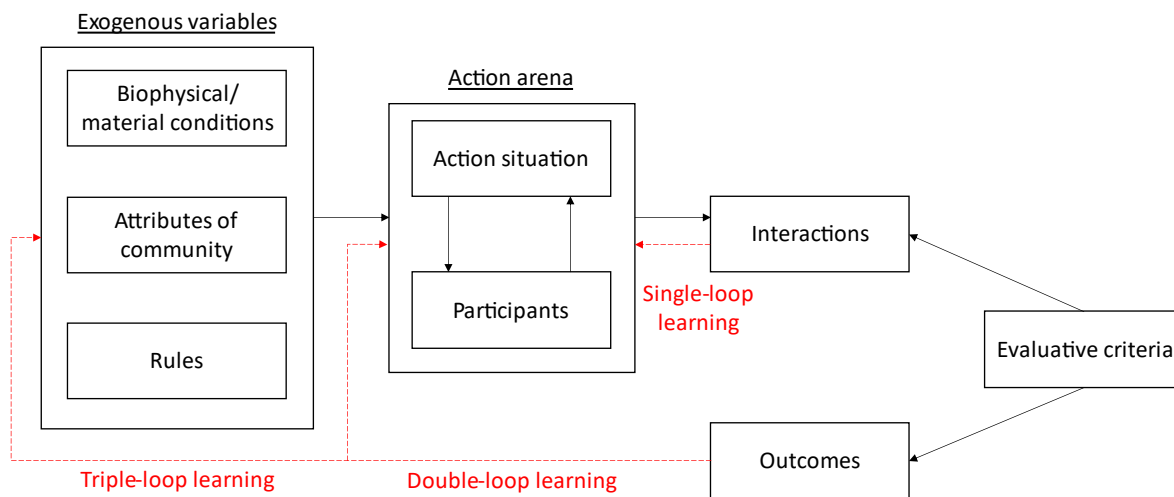 Exogenous variables
Biophysical/
material conditions
Attributes of
community
Rules
Action arena
Action situation
Participants
Interactions
Single-loop
learning
Evaluative criteria
Outcomes
Triple-loop learning
Double-loop learning